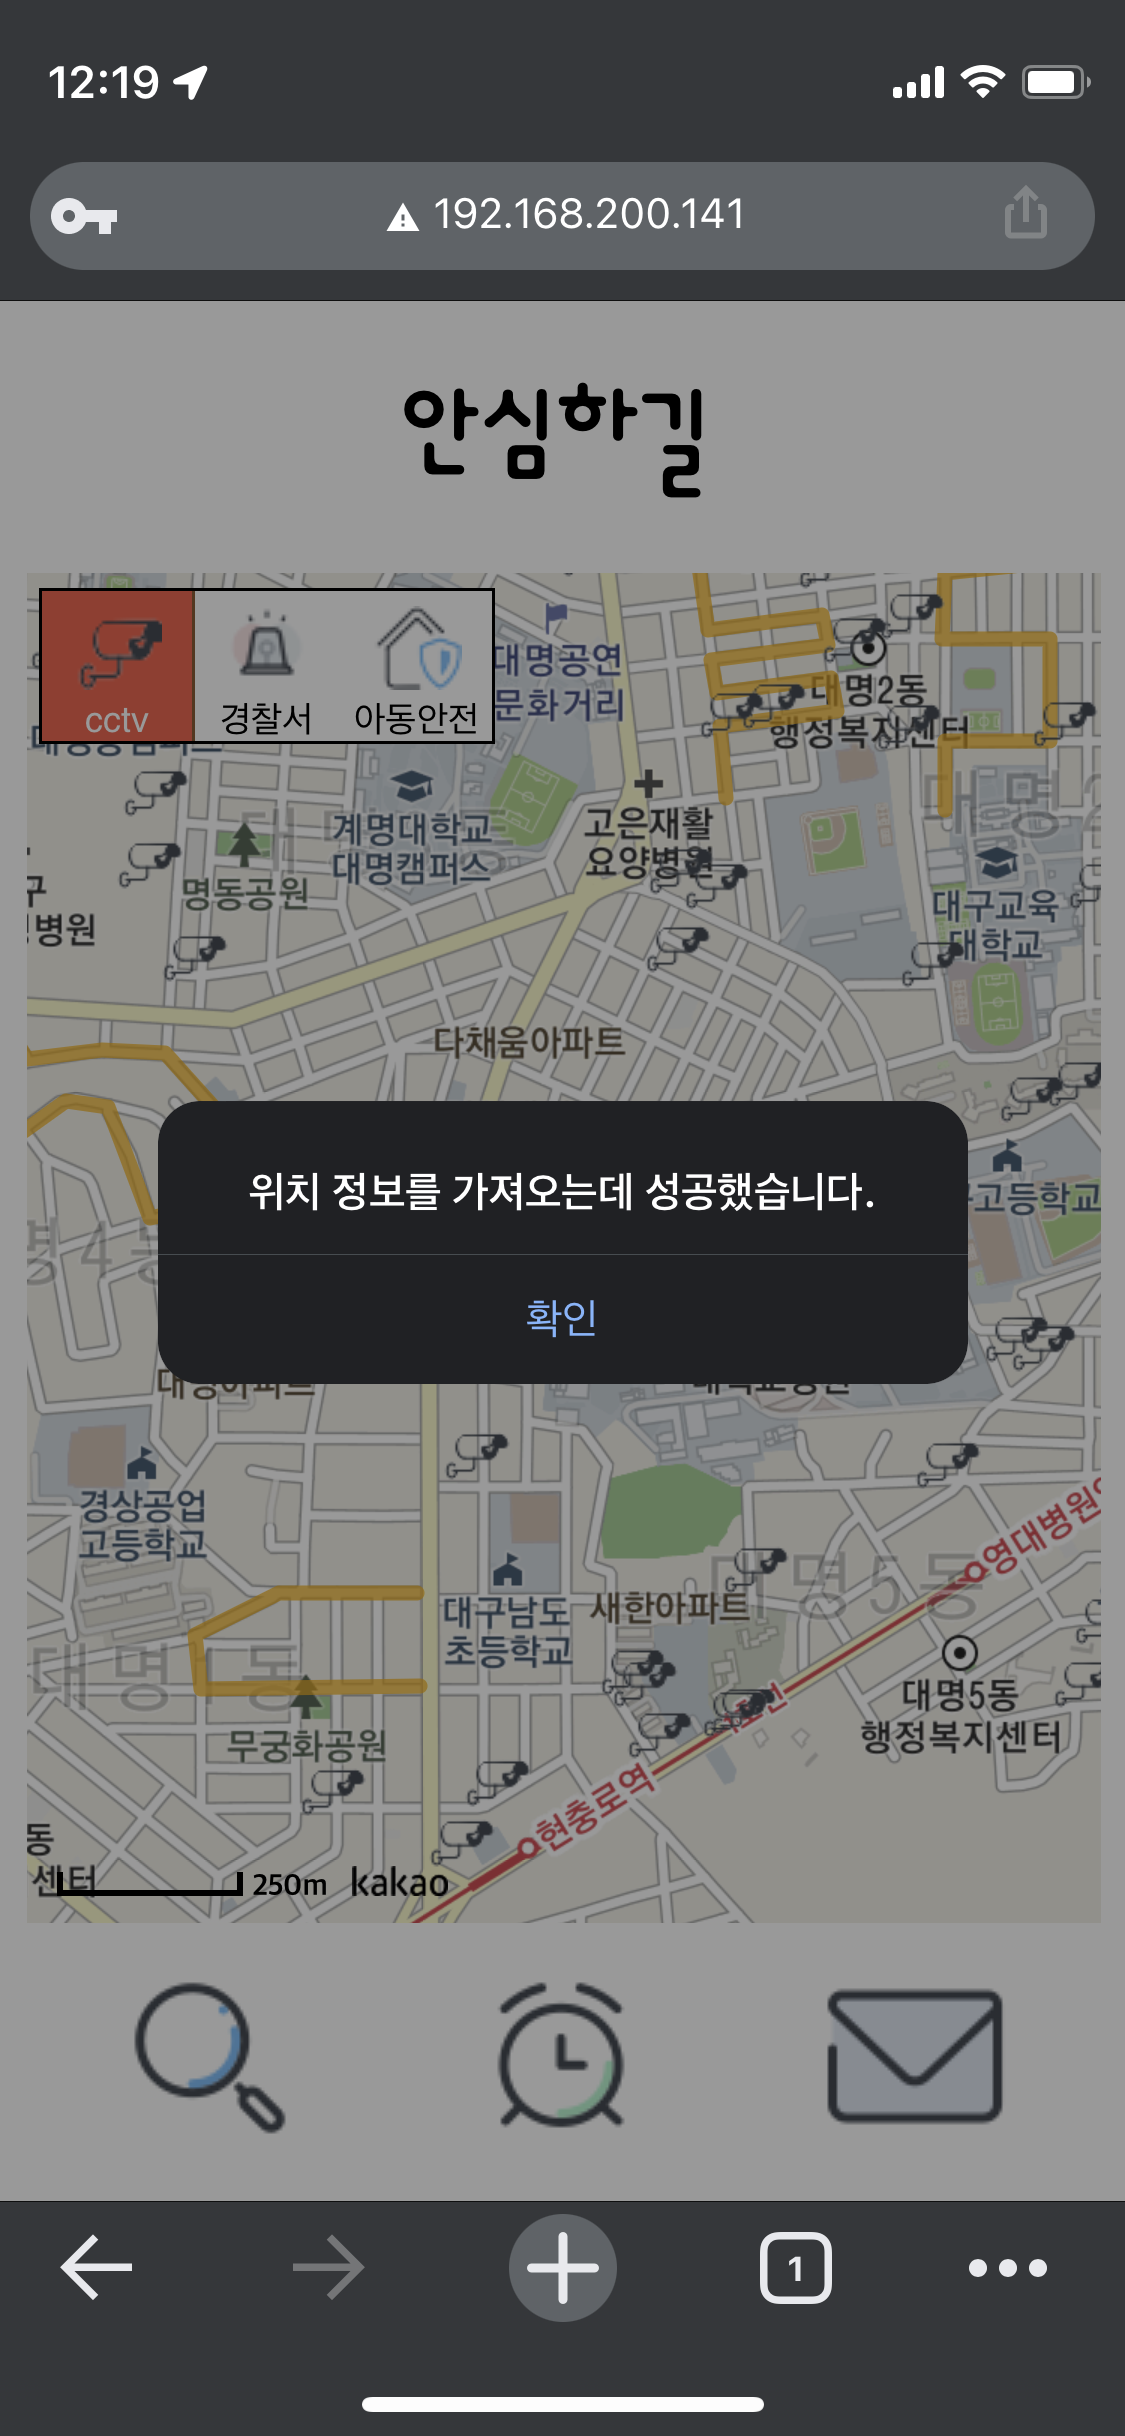 12:19
192.168.200.141
안심하길
cctv
경찰서
아동안전
대명공연
문화거리
대명2동
행정복지센터
계명대학교
대명캠퍼스
고은재활
요양병원
명동공원
구
병원
대구교육
대학교
다채움아파트
위치 정보를 가져오는데 성공했습니다.
고등학교
확인
경상공업
고등학교
영대병원
대명5동
대구남도
초등학교
새한아파트
대명1동
무궁화공원
대명5동
행정복지센터
현충로역
동
센터
250m
kakao
1